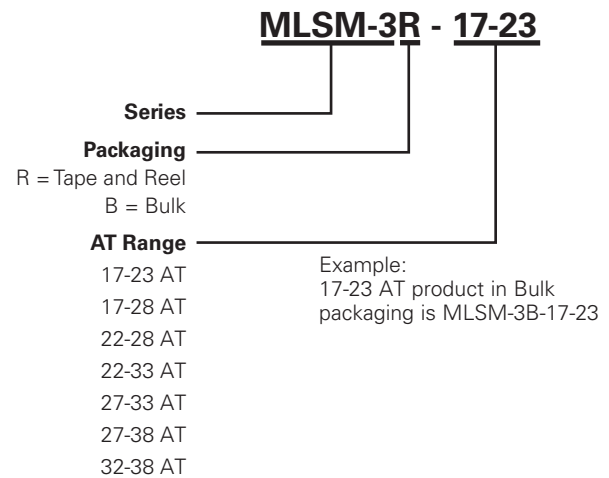 MLSM-3R - 17-23
Series
Packaging
R = Tape and Reel
B = Bulk
AT Range
17-23 AT
17-28 AT
22-28 AT
22-33 AT
27-33 AT
27-38 AT
32-38 AT
Example:
17-23 AT product in Bulk
packaging is MLSM-3B-17-23